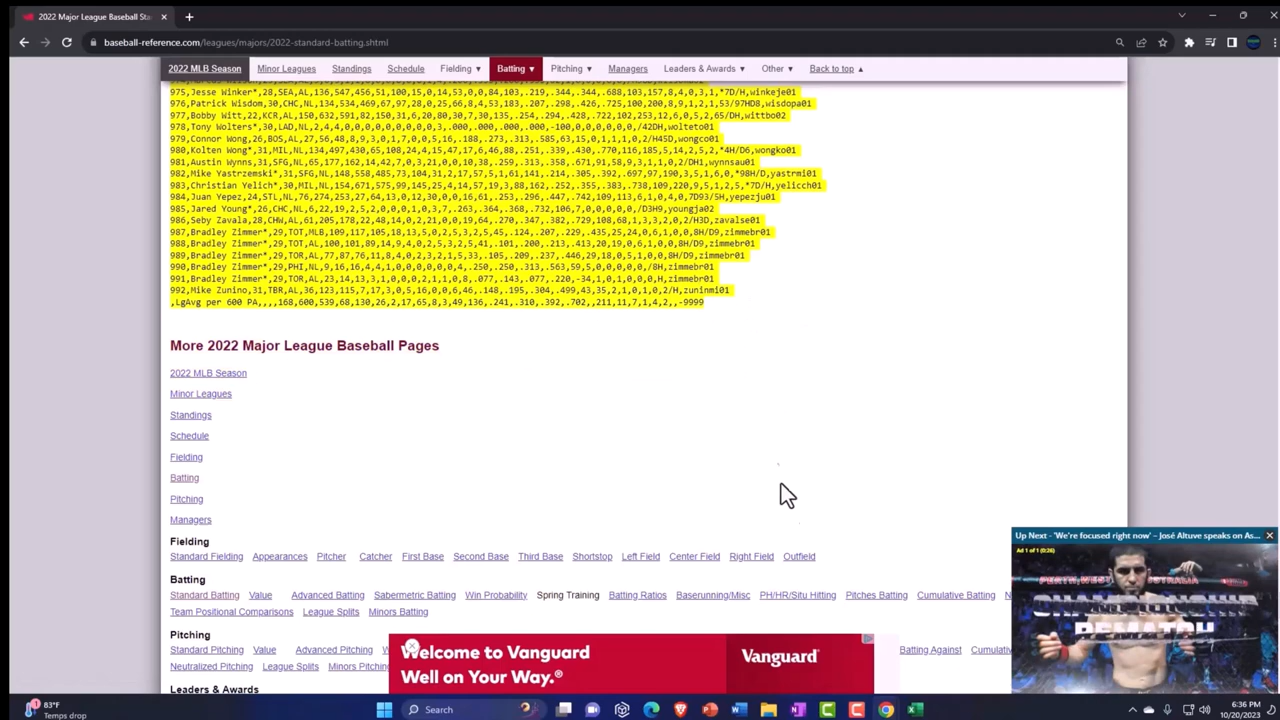 2022 Major League Baseball Sta
baseball-reference.com/leagues/majors/2022-standard-batting.shtml
2022 MLB Season Minor Leagues Standings Schedule Fielding ▼ Batting ▼ Pitching ▼ Managers Leaders & Awards ▼ Other ▼ Back to top ▲
975,Jesse Winker*,28,SEA,AL,136,547,456,51,100,15,0,14,53,0,0,84,103,.219,.344,.344,.688,103,157,8,4,0,3,1,*7D/H,winkeje01
976,Patrick Wisdom,30,CHC,NL,134,534,469,67,97,28,0,25,66,8,4,53,183,.207,.298,.426,.725,100,200,8,9,1,2,1,53/97HD8,wisdopa01
977,Bobby Witt,22,KCR,AL,150,632,591,82,150,31,6,20,80,30,7,30,135,.254,.294,.428,.722,102,253,12,6,0,5,2,65/DH,wittbo02
978,Tony Wolters*,30,LAD,NL,2,4,4,0,0,0,0,0,0,0,0,0,3,.000,.000,.000,.000,-100,0,0,0,0,0,0,/42DH,wolteto01
979,Connor Wong,26,BOS,AL,27,56,48,8,9,3,0,1,7,0,0,5,16,.188,.273,.313,.585,63,15,0,1,1,1,0,2/H4SD,wongco01
980,Kolten Wong*,31,MIL,NL,134,497,430,65,108,24,4,15,47,17,6,46,88,.251,.339,.430,.770,116,185,5,14,2,5,2,*4H/D6,wongko01
981,Austin Wynns,31,SFG,NL,65,177,162,14,42,7,0,3,21,0,0,10,38,.259,.313,.358,.671,91,58,9,3,1,1,0,2/DH1,wynnsau01
982,Mike Yastrzemski*,31,SFG,NL,148,558,485,73,104,31,2,17,57,5,1,61,141,.214,.305,.392,.697,97,190,3,5,1,6,0,*98H/D,yastrmi01
983,Christian Yelich*,30,MIL,NL,154,671,575,99,145,25,4,14,57,19,3,88,162,.252,.355,.383,.738,109,220,9,5,1,2,5,*7D/H,yelicch01
984,Juan Yepez,24,STL,NL,76,274,253,27,64,13,0,12,30,0,0,16,61,.253,.296,.447,.742,109,113,6,1,0,4,0,7D93/5H,yepezju01
985,Jared Young*,26,CHC,NL,6,22,19,2,5,2,0,0,0,1,0,3,7,.263,.364,.368,.732,106,7,0,0,0,0,0,/D3H9,youngja02
986,Seby Zavala,28,CHW,AL,61,205,178,22,48,14,0,2,21,0,0,19,64,.270,.347,.382,.729,108,68,1,3,3,2,0,2/H3D,zavalse01
987,Bradley Zimmer*,29,TOT,MLB,109,117,105,18,13,5,0,2,5,3,2,5,45,.124,.207,.229,.435,25,24,0,6,1,0,0,8H/D9,zimmebr01
988,Bradley Zimmer*,29,TOT,AL,100,101,89,14,9,4,0,2,5,3,2,5,41,.101,.200,.213,.413,20,19,0,6,1,0,0,8H/D9,zimmebr01
989,Bradley Zimmer*,29,TOR,AL,77,87,76,11,8,4,0,2,3,2,1,5,33,.105,.209,.237,.446,29,18,0,5,1,0,0,8H/D9,zimmebr01
990,Bradley Zimmer*,29,PHI,NL,9,16,16,4,4,1,0,0,0,0,0,0,4,.250,.250,.313,.563,59,5,0,0,0,0,0,/8H,zimmebr01
991,Bradley Zimmer*,29,TOR,AL,23,14,13,3,1,0,0,0,2,1,1,0,8,.077,.143,.077,.220,-34,1,0,1,0,0,0,H,zimmebr01
992,Mike Zunino,31,TBR,AL,36,123,115,7,17,3,0,5,16,0,0,6,46,.148,.195,.304,.499,43,35,2,1,0,1,0,2/H,zuninmi01
,LgAvg per 600 PA,,,,168,600,539,68,130,26,2,17,65,8,3,49,136,.241,.310,.392,.702,,211,11,7,1,4,2,,-9999
More 2022 Major League Baseball Pages
2022 MLB Season
Minor Leagues
Standings
Schedule
Fielding
Batting
Pitching
Managers
Fielding
Standard Fielding Appearances Pitcher Catcher First Base Second Base Third Base Shortstop Left Field Center Field Right Field Outfield
Batting
Standard Batting Value Advanced Batting Sabermetric Batting Win Probability Spring Training Batting Ratios Baserunning/Misc PH/HR/Situ Hitting Pitches Batting Cumulative Batting N
Team Positional Comparisons League Splits Minors Batting
Pitching
Standard Pitching Value Advanced Pitching W Batting Against Cumulati
Neutralized Pitching League Splits Minors Pitchin
Leaders & Awards
Up Next - 'We're focused right now' – José Altuve speaks on As...
Ad 1 of 1 (0:26)
PERTH, WESTERN AUSTRALIA
CHAMPIONSHIP
REMATCH
Welcome to Vanguard
Well on Your Way.®
Vanguard®
83°F
Temps drop
Search
6:36 PM
10/20/2023